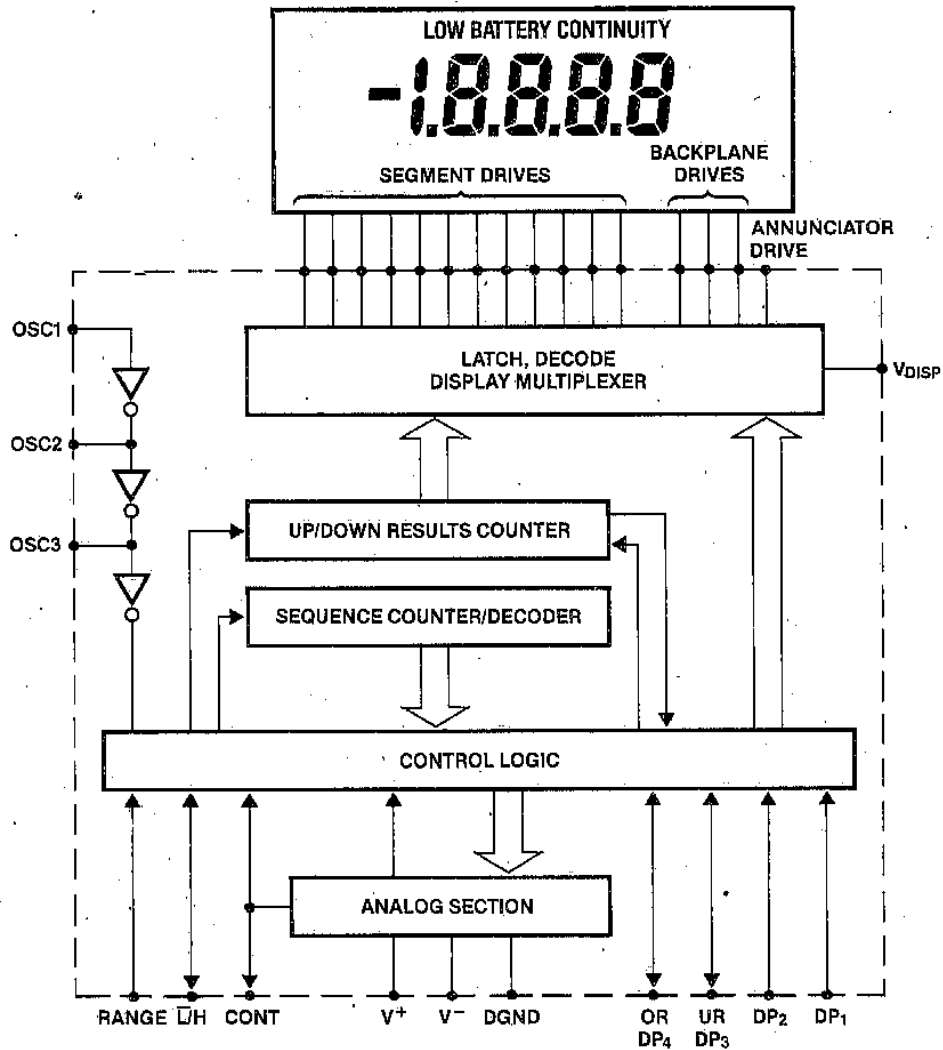 LOW BATTERY CONTINUITY
-1.8.8.8.8
SEGMENT DRIVES
BACKPLANE
DRIVES
ANNUNCIATOR
DRIVE
OSC1
LATCH, DECODE
DISPLAY MULTIPLEXER
VDISP
OSC2
UP/DOWN RESULTS COUNTER
OSC3
SEQUENCE COUNTER/DECODER
CONTROL LOGIC
ANALOG SECTION
RANGE L̅/H CONT V+ V− DGND OR UR DP2 DP1
DP4 DP3